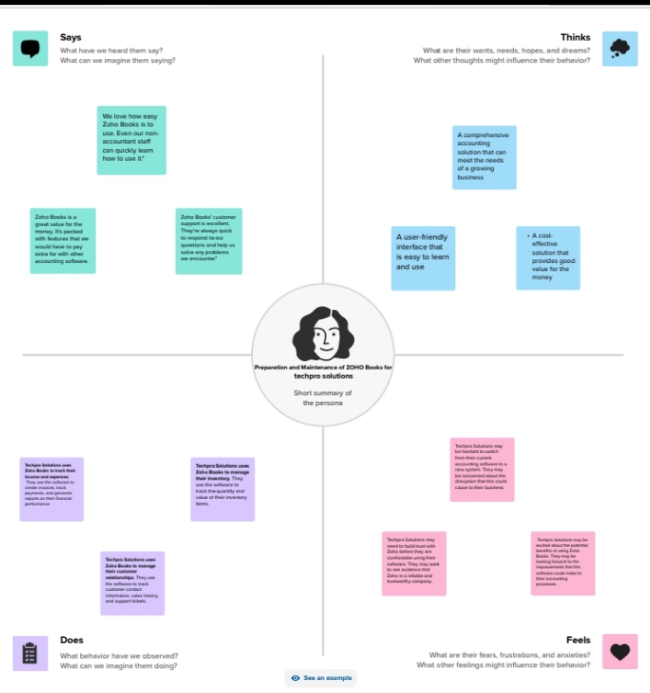 Says
What have we heard them say?
What can we imagine them saying?
Thinks
What are their wants, needs, hopes, and dreams?
What other thoughts might influence their behavior?
We love how easy
Zoho Books is to
use. Even our non-
accountant staff
can quickly learn
how to use it."
Zoho Books is a
great value for the
money. It's packed
with features that we
would have to pay
extra for with other
accounting software.
Zoho Books' customer
support is excellent.
They're always quick
to respond to our
questions and help us
solve any problems
we encounter."
A comprehensive
accounting
solution that can
meet the needs
of a growing
business
A user-friendly
interface that
is easy to learn
and use
• A cost-
effective
solution that
provides good
value for the
money
Preparation and Maintenance of ZOHO Books for
techpro solutions
Short summary of
the persona
Techpro Solutions uses
Zoho Books to track their
income and expenses.
They use the software to
create invoices, track
payments, and generate
reports on their financial
performance
Techpro Solutions uses
Zoho Books to manage
their inventory. They
use the software to
track the quantity and
value of their inventory
items.
Techpro Solutions uses
Zoho Books to manage
their customer
relationships. They use
the software to track
customer contact
information, sales history,
and support tickets.
Techpro Solutions may
be hesitant to switch
from their current
accounting software to a
new system. They may
be concerned about the
disruption that this could
cause to their business.
Techpro Solutions may
need to build trust with
Zoho before they are
comfortable using their
software. They may want
to see evidence that
Zoho is a reliable and
trustworthy company.
Techpro Solutions may be
excited about the potential
benefits of using Zoho
Books. They may be
looking forward to the
improvements that the
software could make to
their accounting
processes.
Does
What behavior have we observed?
What can we imagine them doing?
See an example
Feels
What are their fears, frustrations, and anxieties?
What other feelings might influence their behavior?